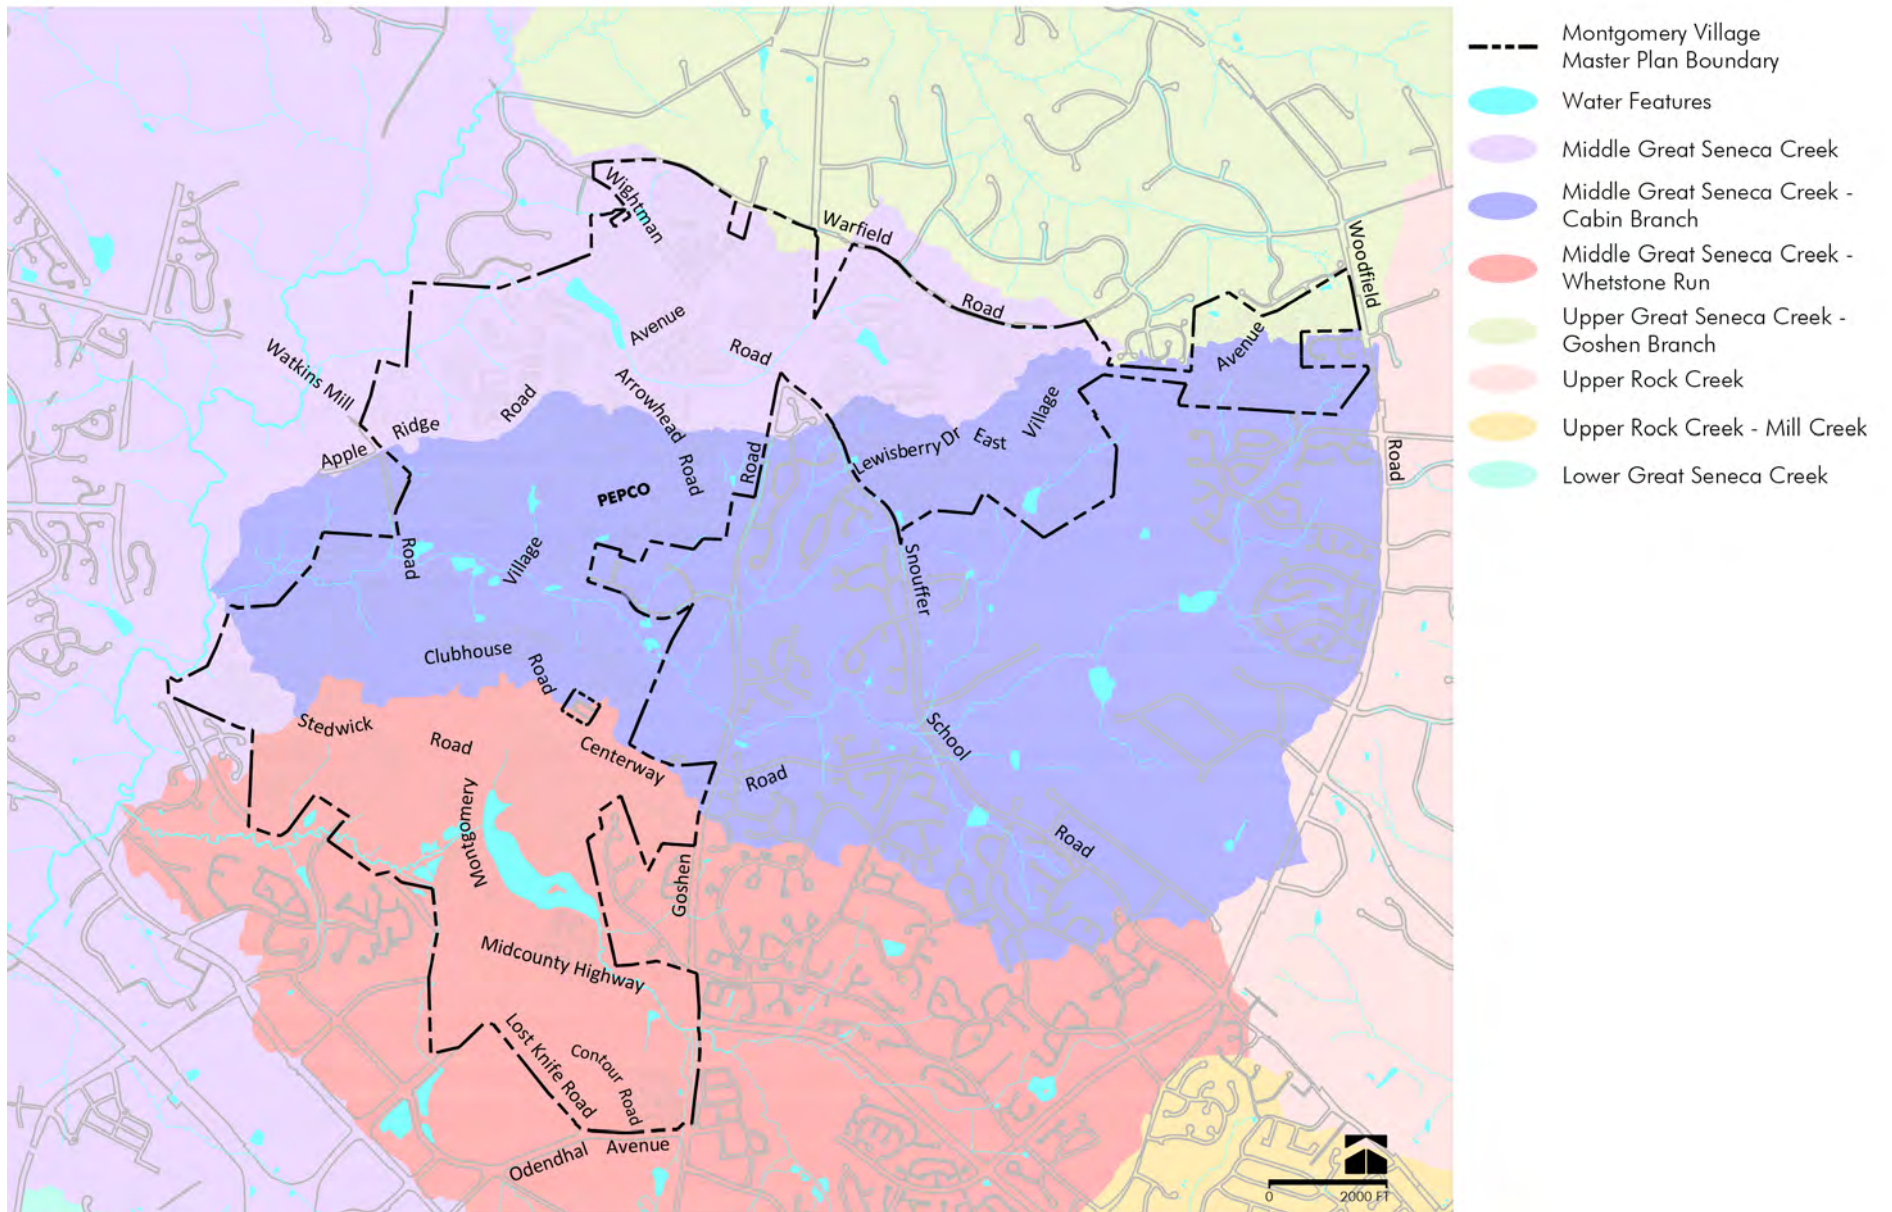 Montgomery Village
Master Plan Boundary
Water Features
Middle Great Seneca Creek
Middle Great Seneca Creek -
Cabin Branch
Middle Great Seneca Creek -
Whetstone Run
Upper Great Seneca Creek -
Goshen Branch
Upper Rock Creek
Upper Rock Creek - Mill Creek
Lower Great Seneca Creek
Wightman
Warfield
Woodfield
Road
Avenue
Avenue
Road
Watkins Mill
Arrowhead
Road
Village
Ridge
Apple
Lewisberry Dr
East
Road
Road
Road
PEPCO
Road
Village
Snouffer
Clubhouse
Road
Stedwick
Road
Centerway
School
Road
Montgomery
Road
Goshen
Midcounty Highway
Lost Knife Road
Contour
Road
Odendhal
Avenue
0
2000 FT